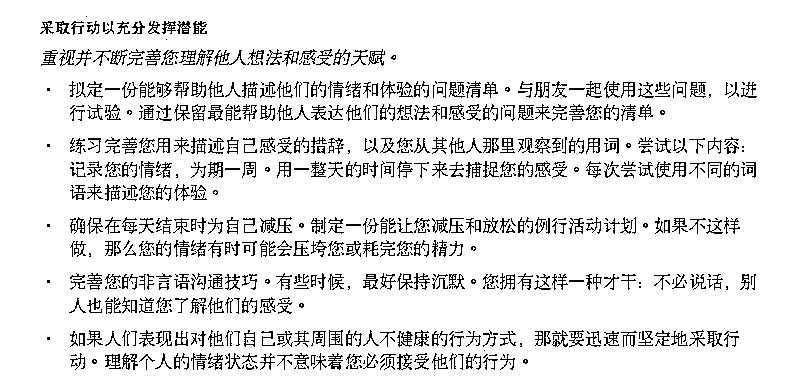 采取行动以充分发挥潜能
重视并不断完善您理解他人想法和感受的天赋。
· 拟定一份能够帮助他人描述他们的情绪和体验的问题清单。与朋友一起使用这些问题，以进
行试验。通过保留最能帮助他人表达他们的想法和感受的问题来完善您的清单。
· 练习完善您用来描述自己感受的措辞，以及您从其他人那里观察到的用词。尝试以下内容：
记录您的情绪，为期一周。用一整天的时间停下来去捕捉您的感受。每次尝试使用不同的词
语来描述您的体验。
· 确保在每天结束时为自己减压。制定一份能让您减压和放松的例行活动计划。如果不这样
做，那么您的情绪有时可能会压垮您或耗完您的精力。
· 完善您的非言语沟通技巧。有些时候，最好保持沉默。您拥有这样一种才干：不必说话，别
人也能知道您了解他们的感受。
· 如果人们表现出对他们自己或其周围的人不健康的行为方式，那就要迅速而坚定地采取行
动。理解个人的情绪状态并不意味着您必须接受他们的行为。